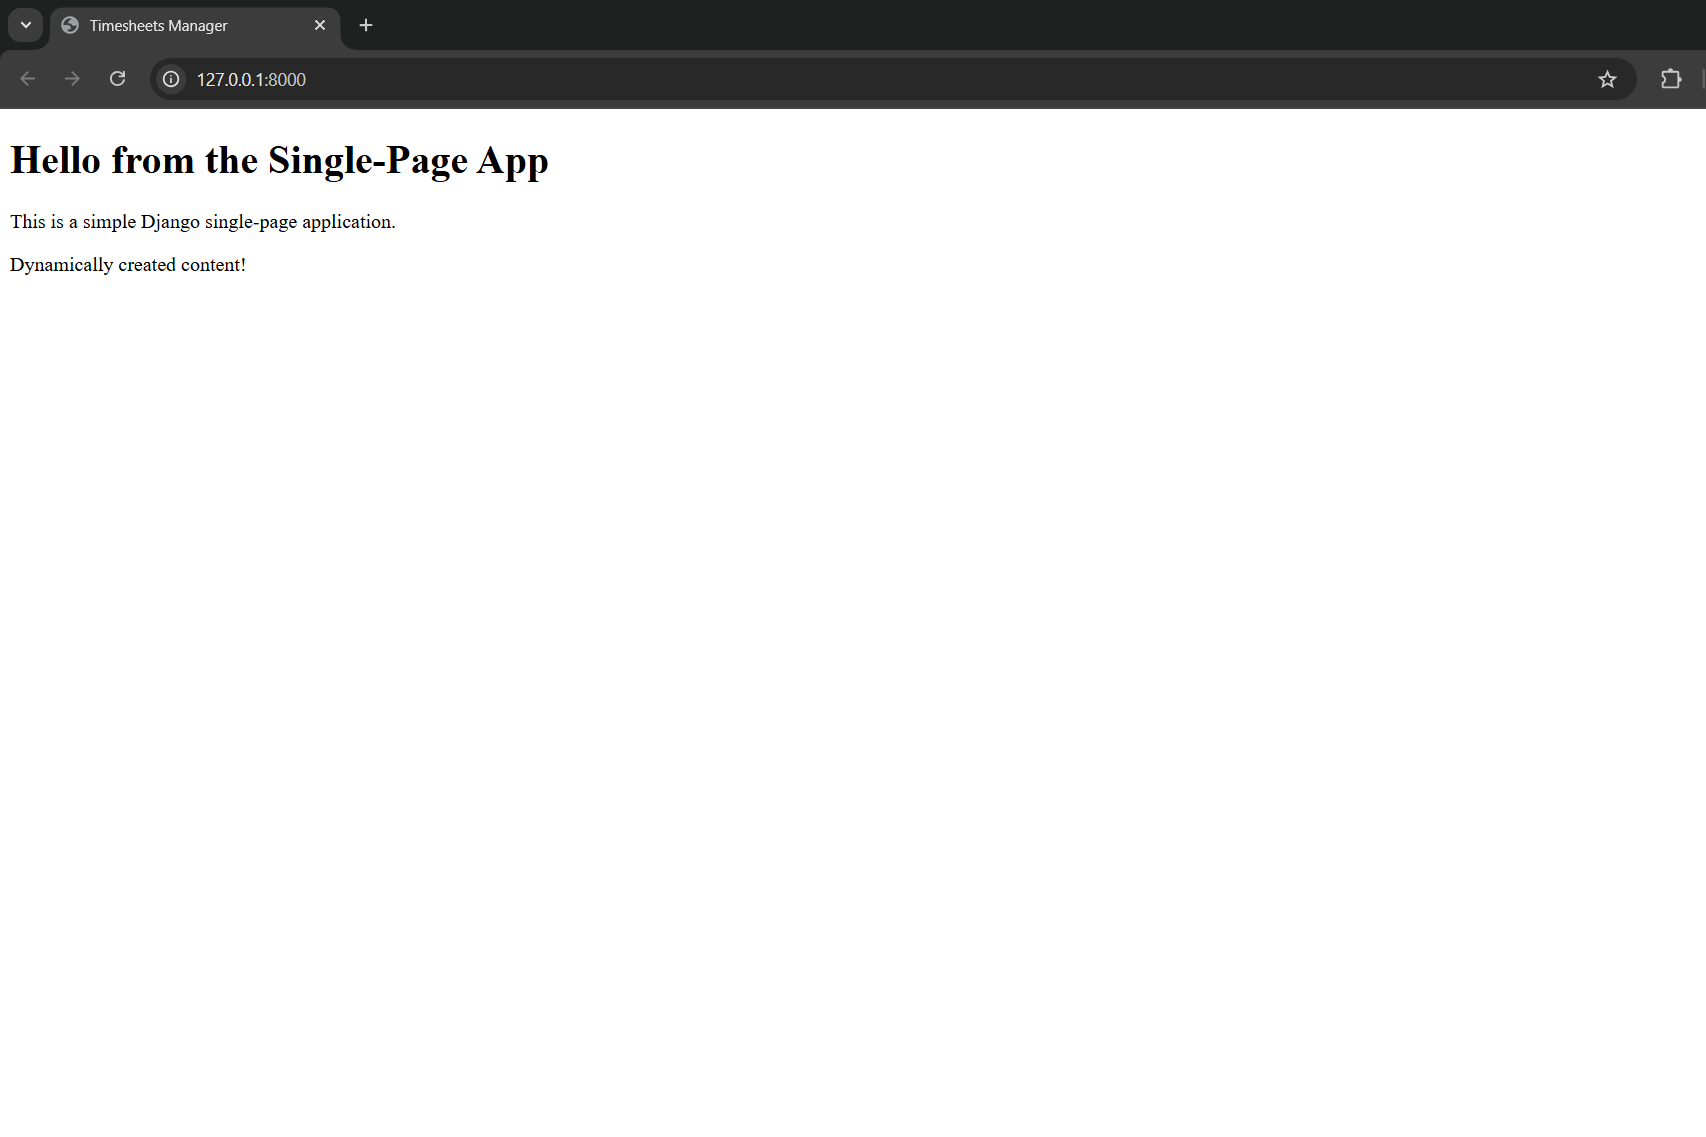 Timesheets Manager
127.0.0.1:8000
Hello from the Single-Page App
This is a simple Django single-page application.
Dynamically created content!